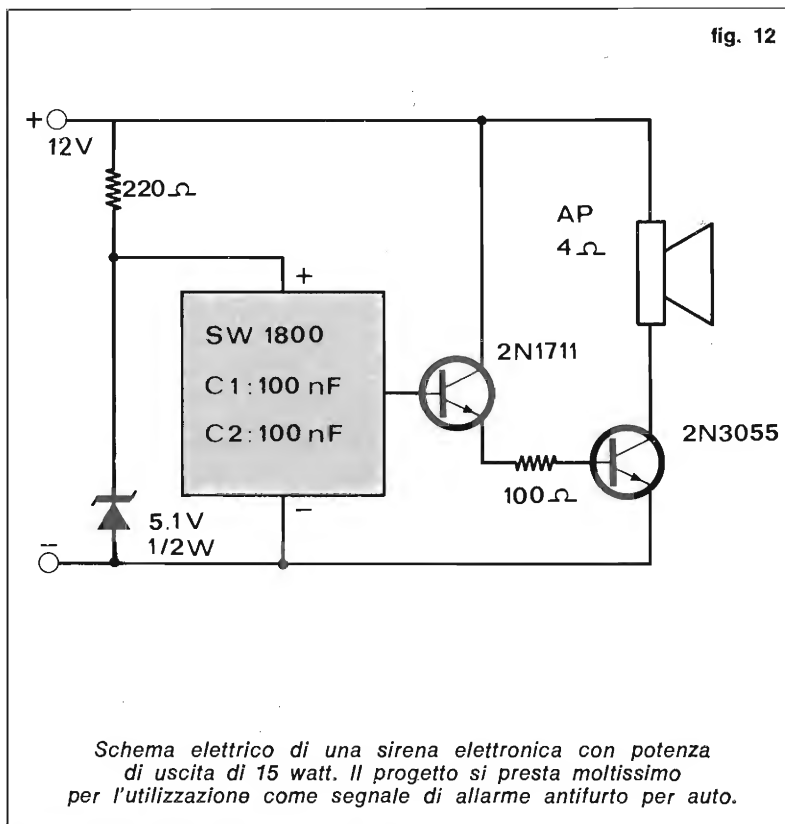 fig. 12
+
12V
220Ω
AP
4Ω
+
SW 1800
C1:100 nF
C2:100 nF
2N1711
2N3055
100Ω
−
5.1V
1/2W
−
Schema elettrico di una sirena elettronica con potenza
di uscita di 15 watt. Il progetto si presta moltissimo
per l'utilizzazione come segnale di allarme antifurto per auto.